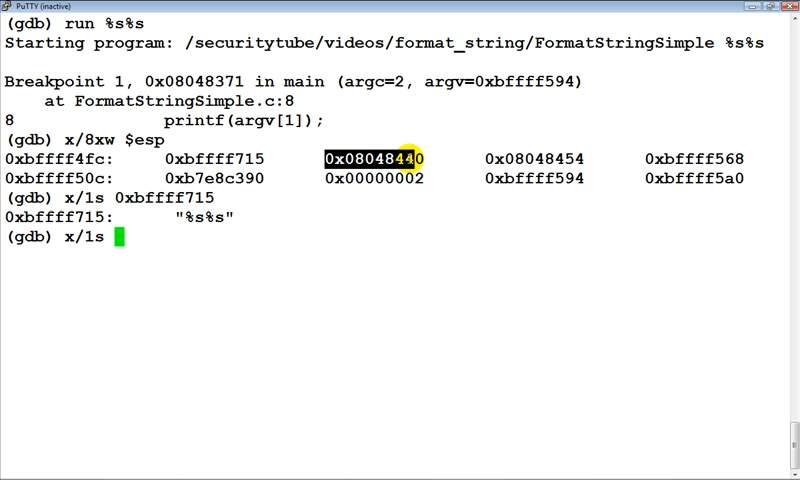 PuTTY (inactive)
(gdb) run %s%s
Starting program: /securitytube/videos/format_string/FormatStringSimple %s%s
Breakpoint 1, 0x08048371 in main (argc=2, argv=0xbffff594)
at FormatStringSimple.c:8
8 printf(argv[1]);
(gdb) x/8xw $esp
0xbffff4fc: 0xbffff715 0x08048440 0x08048454 0xbffff568
0xbffff50c: 0xb7e8c390 0x00000002 0xbffff594 0xbffff5a0
(gdb) x/1s 0xbffff715
0xbffff715: "%s%s"
(gdb) x/1s